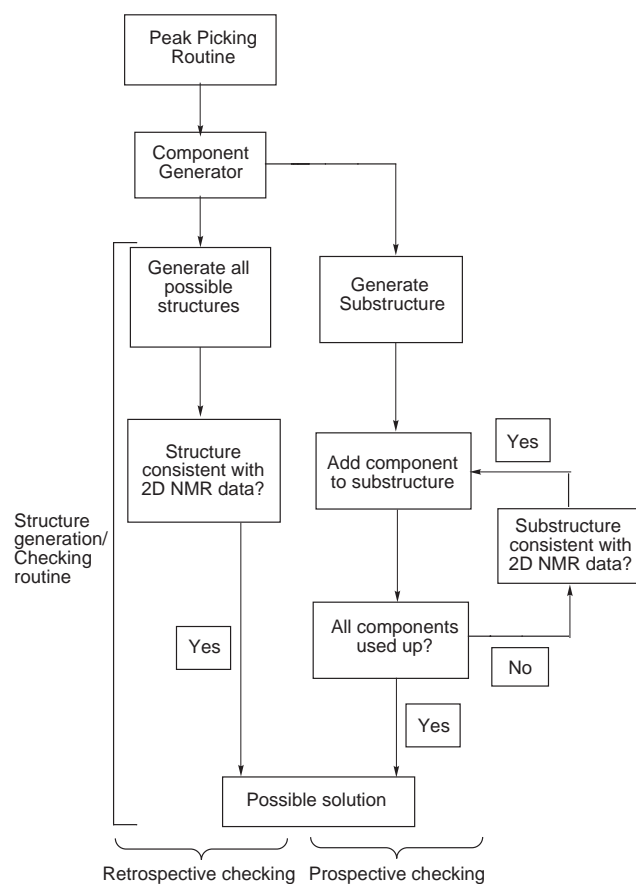 Peak Picking
Routine
Component
Generator
Generate all
possible
structures
Generate
Substructure
Structure
consistent with
2D NMR data?
Add component
to substructure
Yes
Substructure
consistent with
2D NMR data?
Structure
generation/
Checking
routine
Yes
All components
used up?
No
Yes
Possible solution
Retrospective checking
Prospective checking